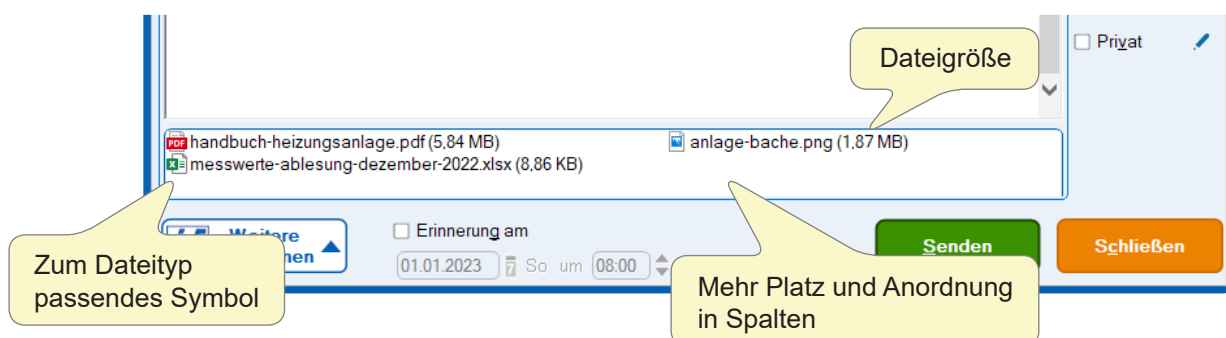 Privat
Dateigröße
handbuch-heizungsanlage.pdf (5,84 MB)
anlage-bache.png (1,87 MB)
messwerte-ablesung-dezember-2022.xlsx (8,86 KB)
Weitere
Erinnerung am
01.01.2023 7 So um 08:00
Senden
Schließen
Zum Dateityp
passendes Symbol
Mehr Platz und Anordnung
in Spalten